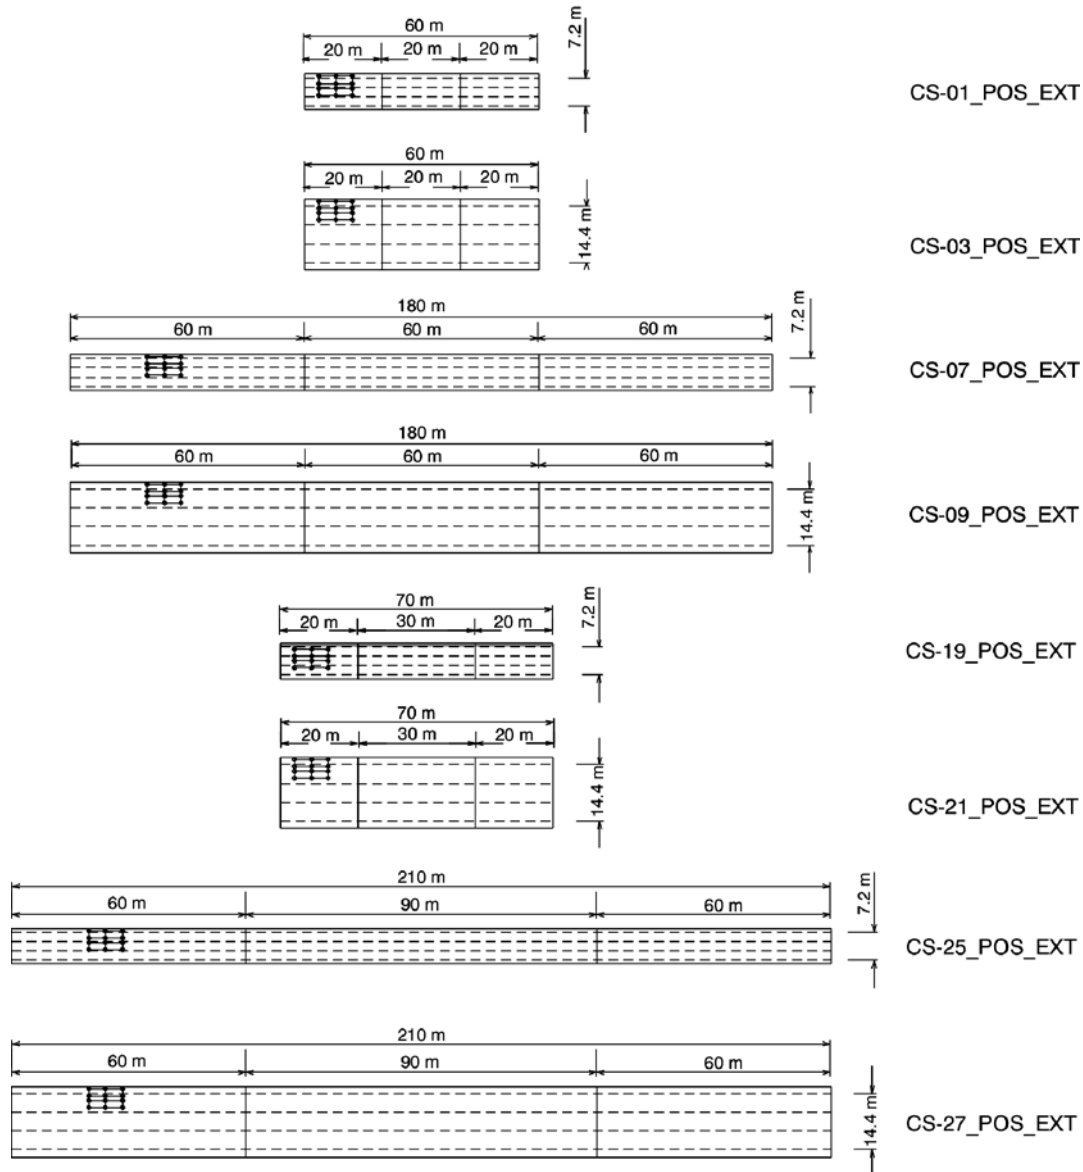 60 m
7.2 m
20 m 20 m 20 m
CS-01_POS_EXT
60 m
20 m 20 m 20 m
14.4 m
CS-03_POS_EXT
180 m
7.2 m
60 m 60 m 60 m
CS-07_POS_EXT
180 m
60 m 60 m 60 m
14.4 m
CS-09_POS_EXT
70 m
7.2 m
20 m 30 m 20 m
CS-19_POS_EXT
70 m
20 m 30 m 20 m
14.4 m
CS-21_POS_EXT
210 m
7.2 m
60 m 90 m 60 m
CS-25_POS_EXT
210 m
60 m 90 m 60 m
14.4 m
CS-27_POS_EXT